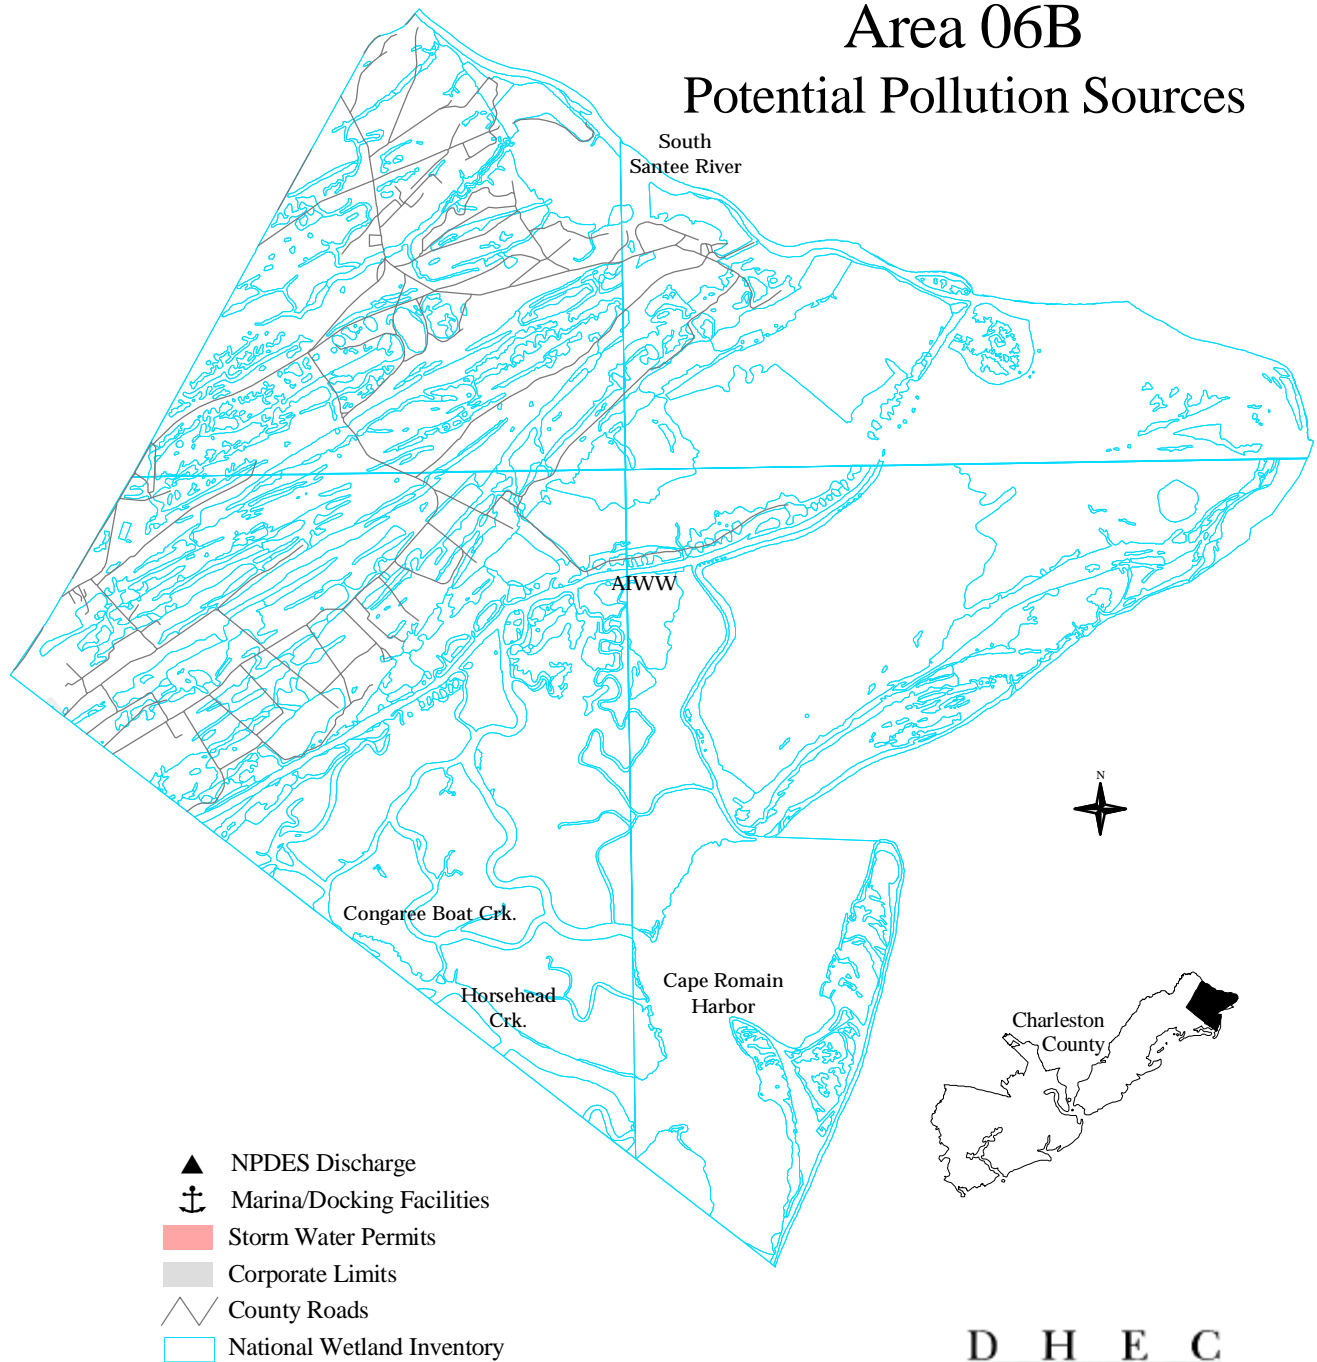 Area 06B
Potential Pollution Sources
South
Santee River
AIWW
N
Congaree Boat Crk.
Horsehead
Crk.
Cape Romain
Harbor
Charleston
County
NPDES Discharge
Marina/Docking Facilities
Storm Water Permits
Corporate Limits
County Roads
National Wetland Inventory
D H E C